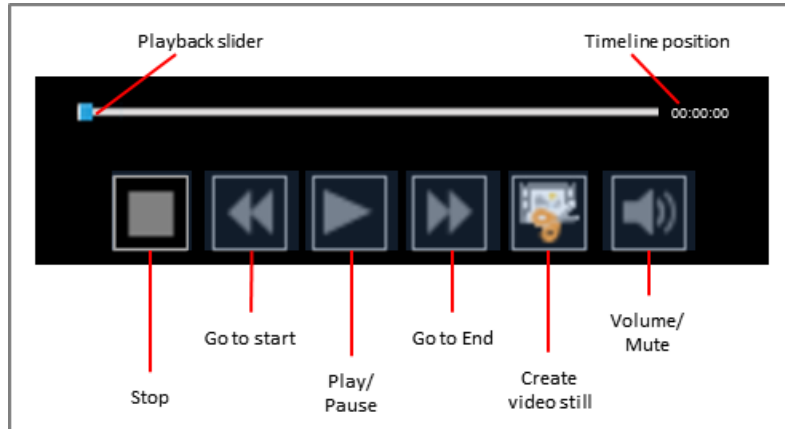 Playback slider
Timeline position
00:00:00
Go to start
Go to End
Volume/
Mute
Play/
Pause
Create
video still
Stop